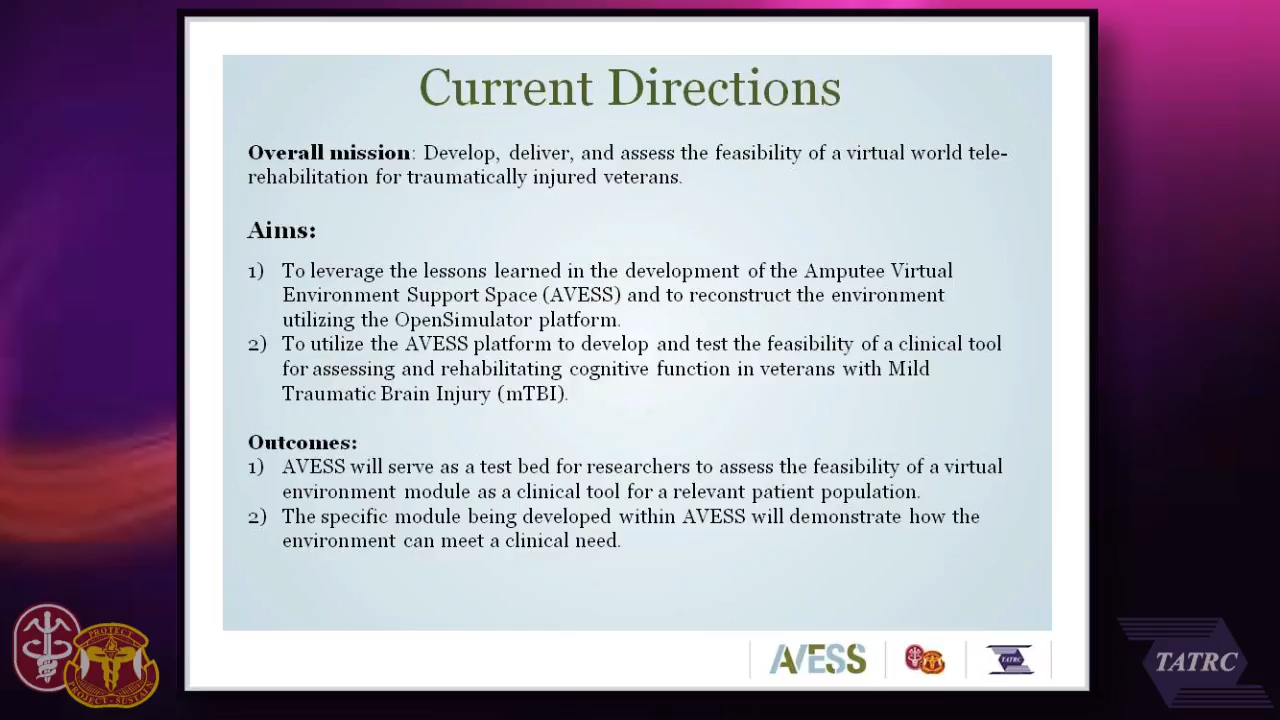 Current Directions
Overall mission: Develop, deliver, and assess the feasibility of a virtual world tele-
rehabilitation for traumatically injured veterans.
Aims:
1) To leverage the lessons learned in the development of the Amputee Virtual
Environment Support Space (AVESS) and to reconstruct the environment
utilizing the OpenSimulator platform.
2) To utilize the AVESS platform to develop and test the feasibility of a clinical tool
for assessing and rehabilitating cognitive function in veterans with Mild
Traumatic Brain Injury (mTBI).
Outcomes:
1) AVESS will serve as a test bed for researchers to assess the feasibility of a virtual
environment module as a clinical tool for a relevant patient population.
2) The specific module being developed within AVESS will demonstrate how the
environment can meet a clinical need.
AVESS
TATRC
PROTECT
PROJECT SUSTAIN
TATRC